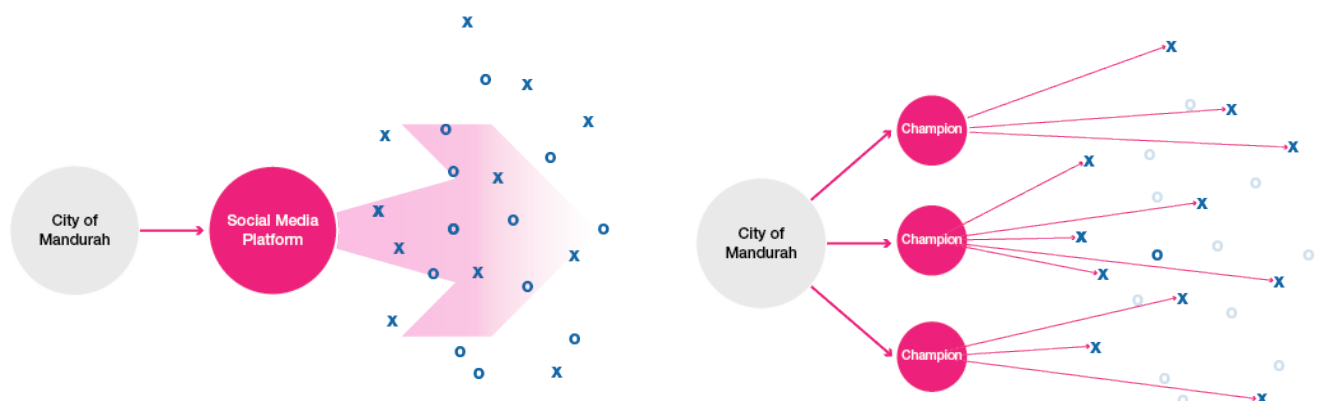 City of
Mandurah
Social Media
Platform
City of
Mandurah
Champion
Champion
Champion